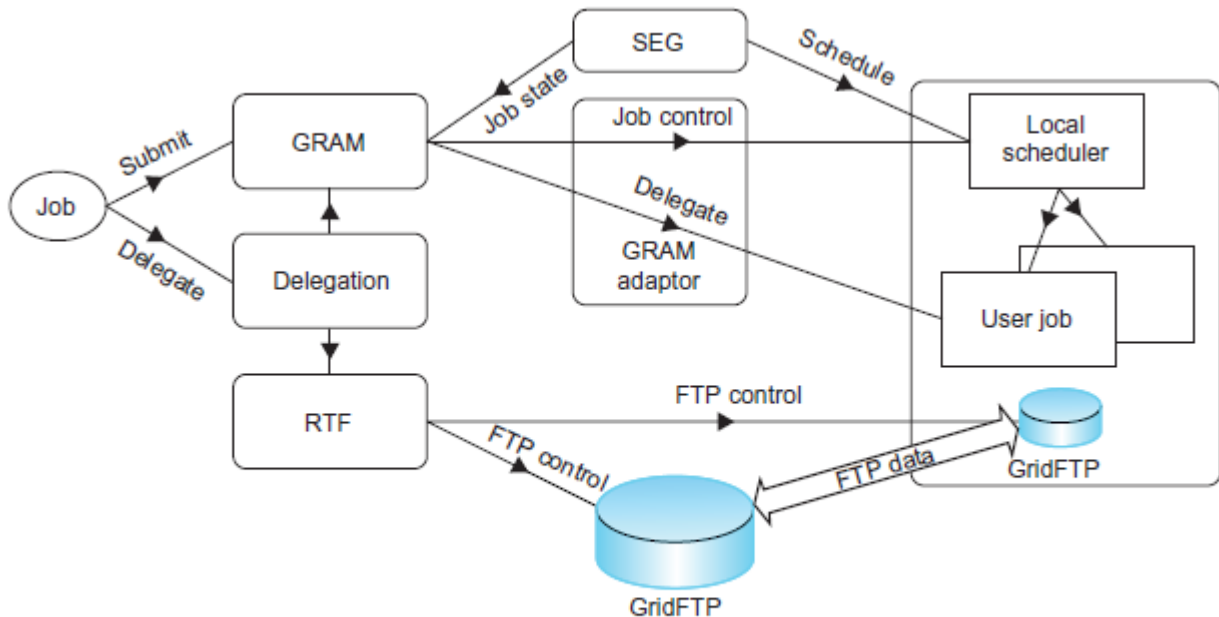 SEG
Schedule
Job state
GRAM
Job control
Local
scheduler
Submit
Job
Delegate
Delegation
Delegate
GRAM
adaptor
User job
RTF
FTP control
FTP control
FTP data
GridFTP
GridFTP